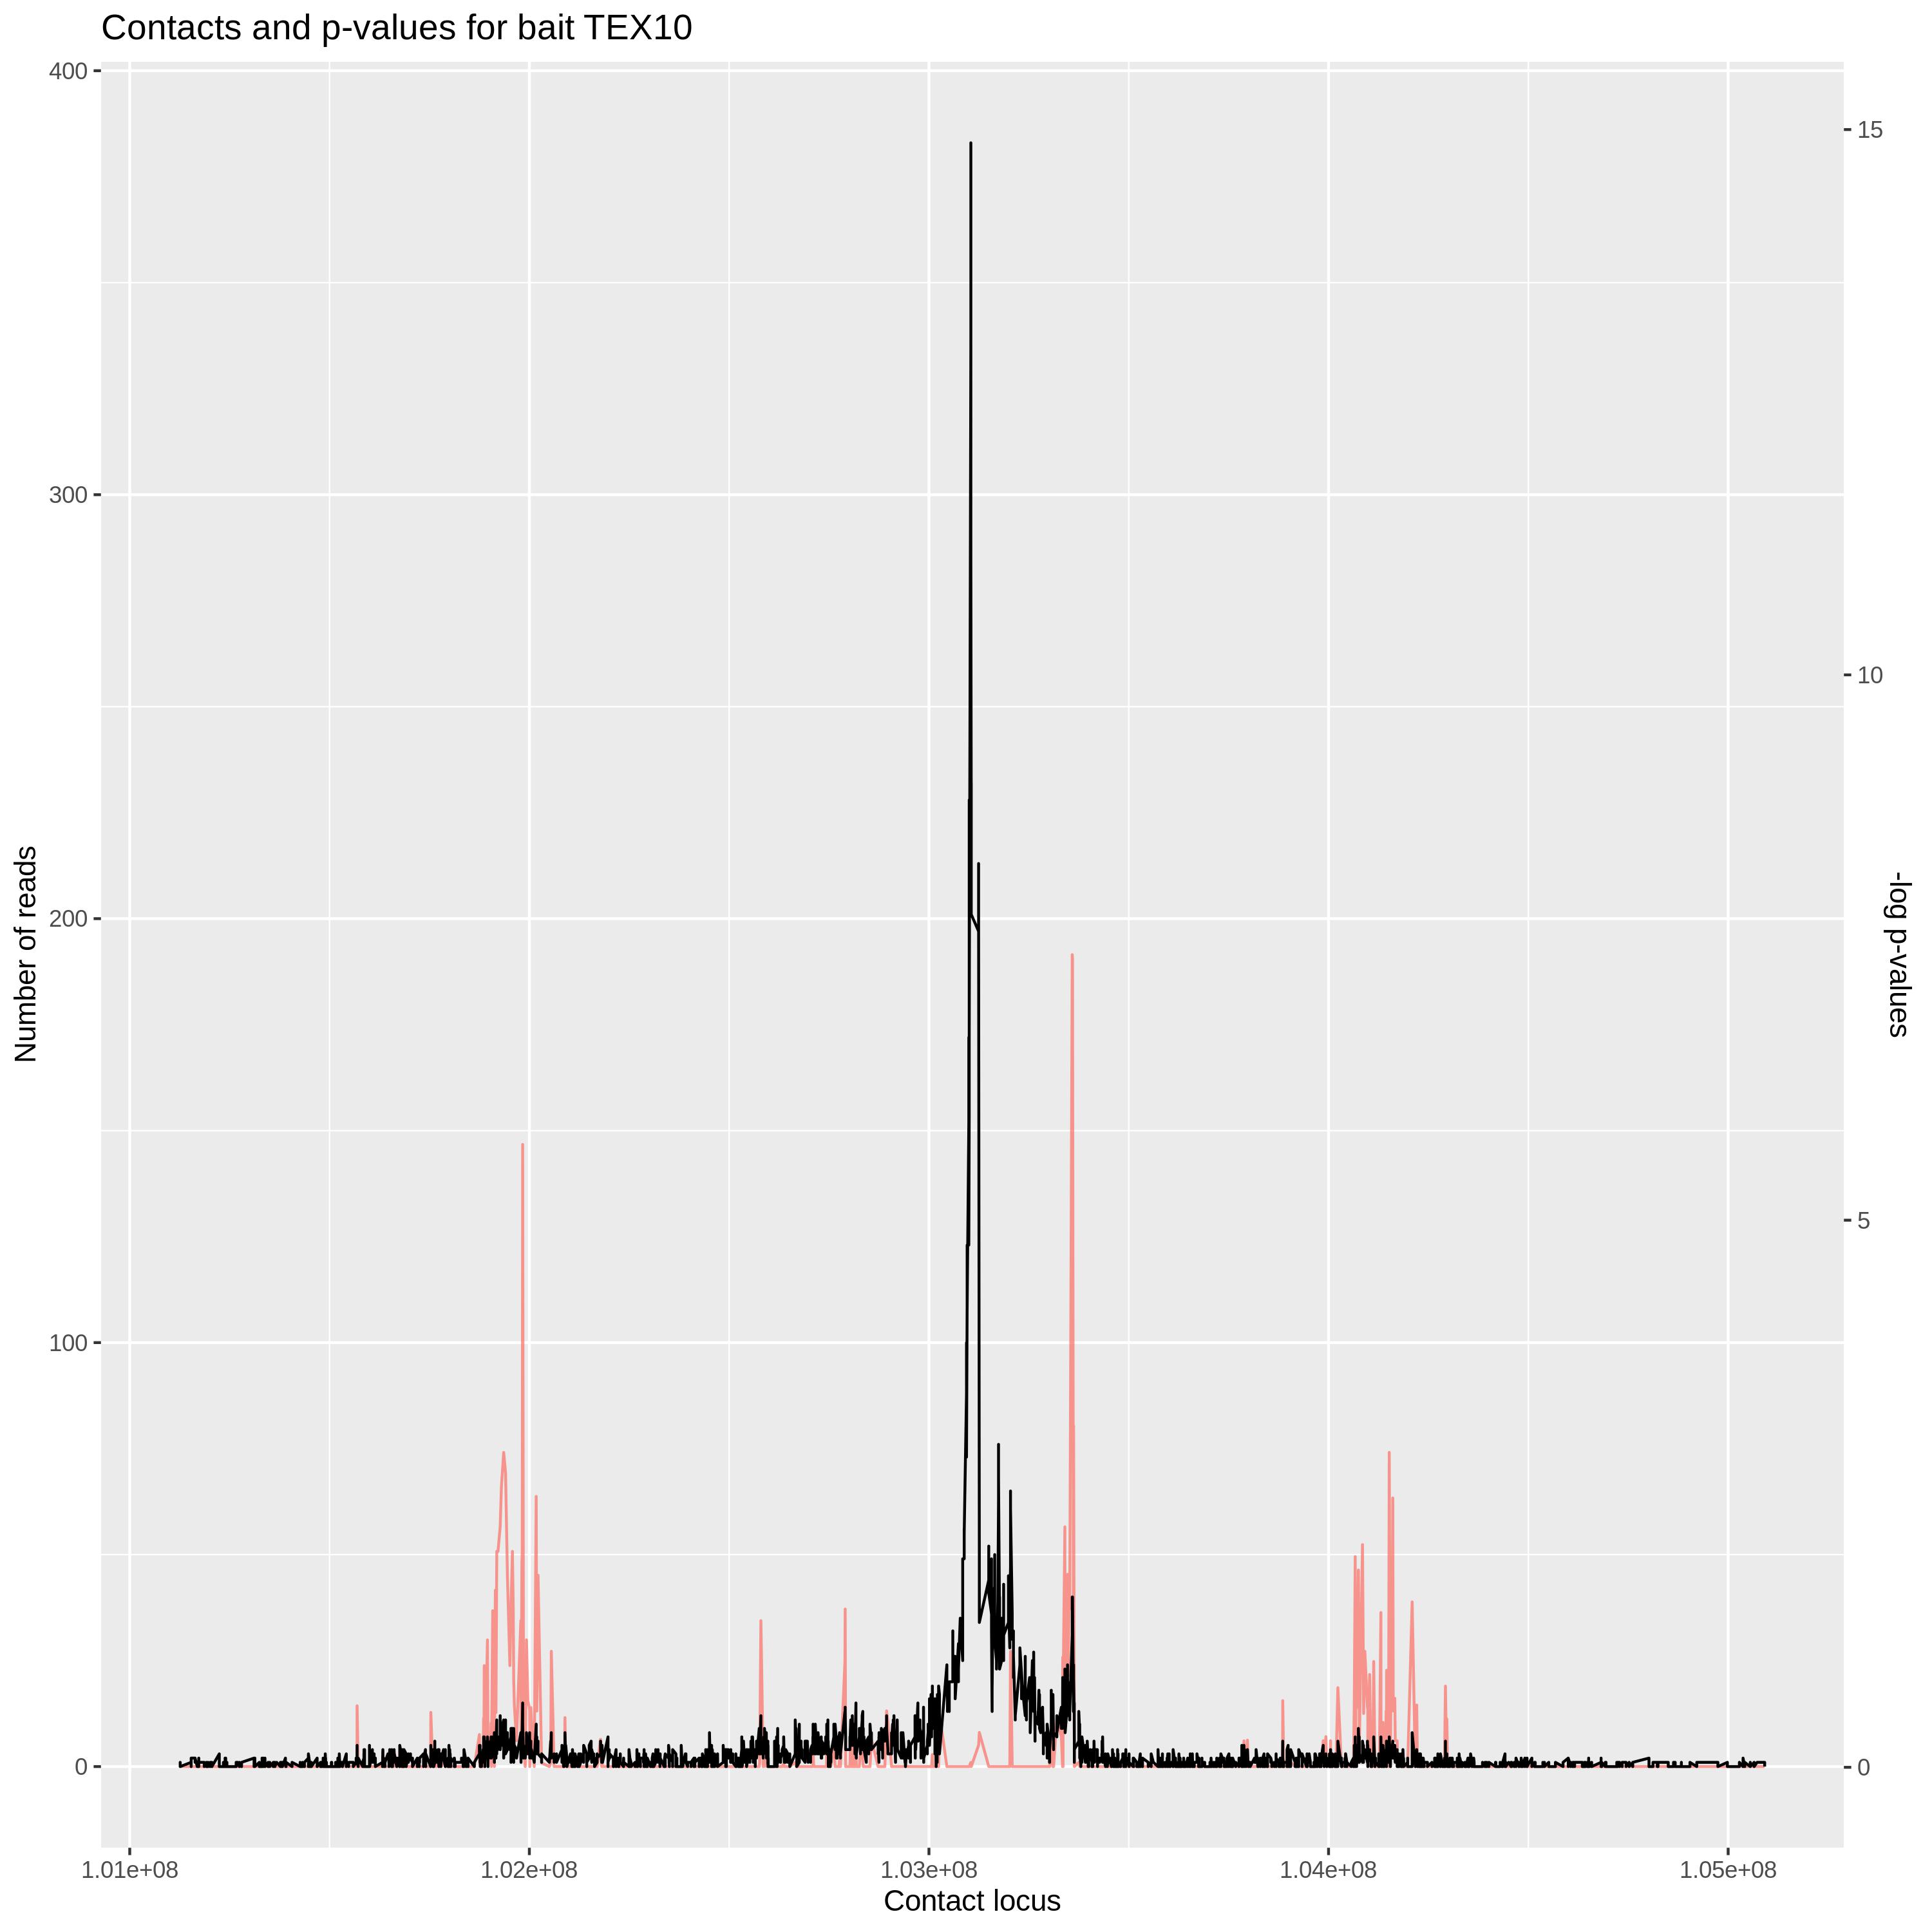 Contacts and p-values for bait TEX10
400
300
200
100
0
15
10
5
0
Number of reads
-log p-values
1.01e+08
1.02e+08
1.03e+08
1.04e+08
1.05e+08
Contact locus